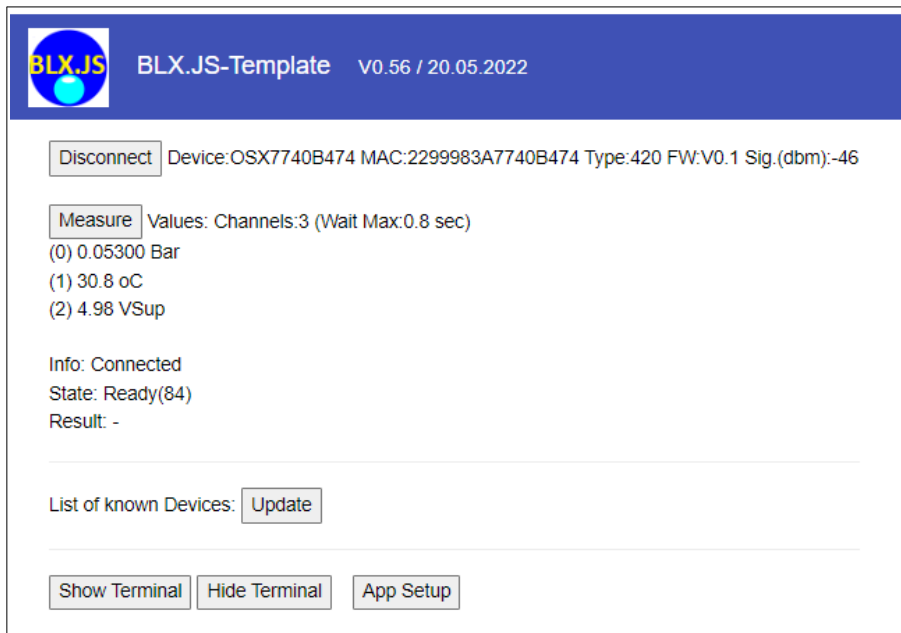 BLX.JS
BLX.JS-Template V0.56 / 20.05.2022
Disconnect Device:OSX7740B474 MAC:2299983A7740B474 Type:420 FW:V0.1 Sig.(dbm):-46
Measure Values: Channels:3 (Wait Max:0.8 sec)
(0) 0.05300 Bar
(1) 30.8 oC
(2) 4.98 VSup
Info: Connected
State: Ready(84)
Result: -
List of known Devices: Update
Show Terminal Hide Terminal App Setup